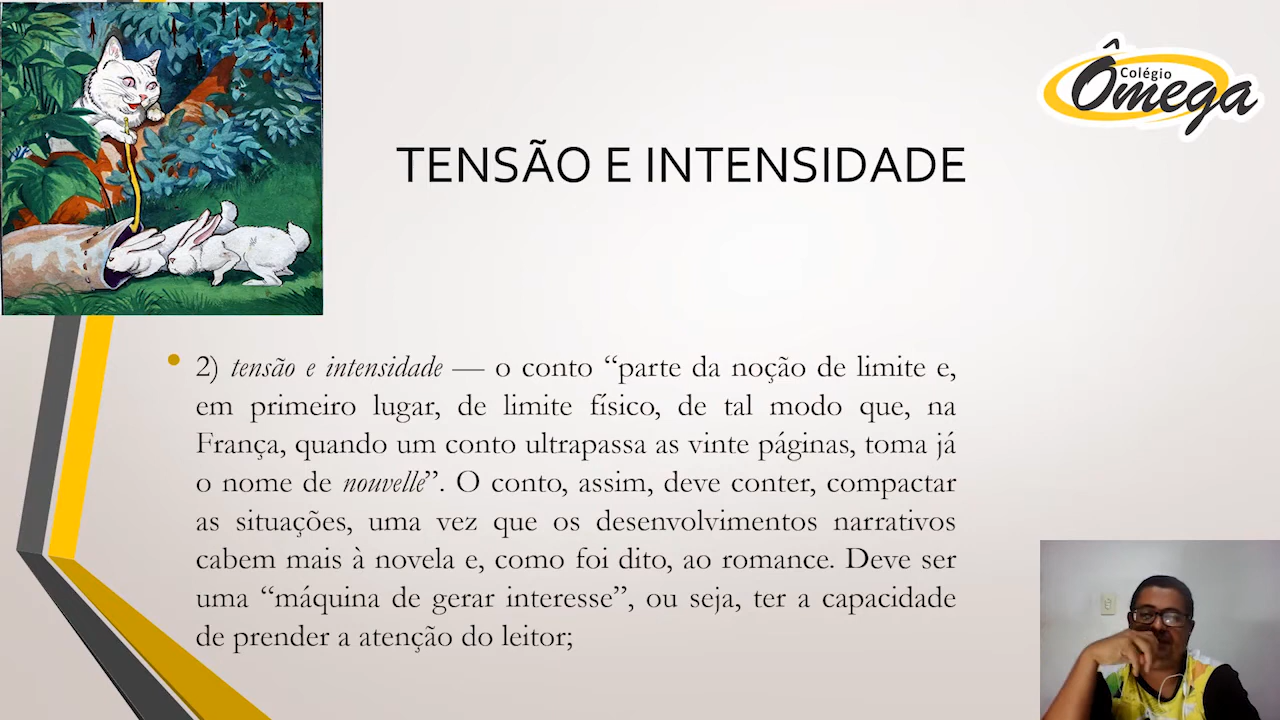 Colégio
Ômega
TENSÃO E INTENSIDADE
• 2) tensão e intensidade — o conto “parte da noção de limite e,
em primeiro lugar, de limite físico, de tal modo que, na
França, quando um conto ultrapassa as vinte páginas, toma já
o nome de nouvelle”. O conto, assim, deve conter, compactar
as situações, uma vez que os desenvolvimentos narrativos
cabem mais à novela e, como foi dito, ao romance. Deve ser
uma “máquina de gerar interesse”, ou seja, ter a capacidade
de prender a atenção do leitor;